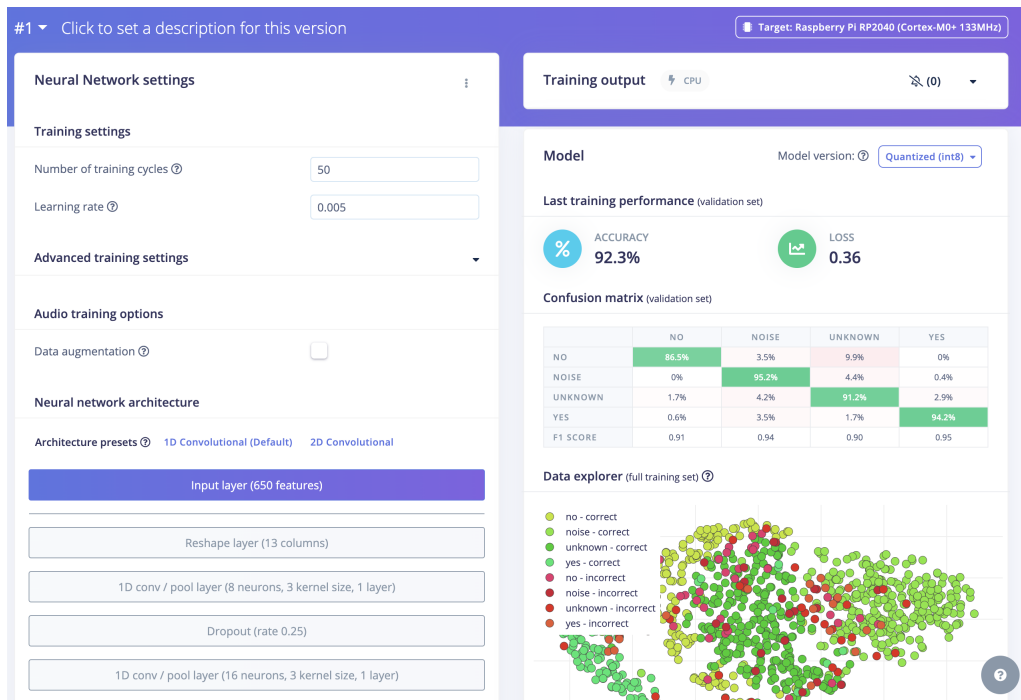 #1 Click to set a description for this version
Target: Raspberry Pi RP2040 (Cortex-M0+ 133MHz)
Neural Network settings
Training settings
Number of training cycles ?
50
Learning rate ?
0.005
Advanced training settings
Audio training options
Data augmentation ?
Neural network architecture
Architecture presets ? 1D Convolutional (Default) 2D Convolutional
Input layer (650 features)
Reshape layer (13 columns)
1D conv / pool layer (8 neurons, 3 kernel size, 1 layer)
Dropout (rate 0.25)
1D conv / pool layer (16 neurons, 3 kernel size, 1 layer)
Training output CPU (0)
Model
Model version: ? Quantized (int8)
Last training performance (validation set)
%
ACCURACY
92.3%
LOSS
0.36
Confusion matrix (validation set)
NO NOISE UNKNOWN YES
NO 86.5% 3.5% 9.9% 0%
NOISE 0% 95.2% 4.4% 0.4%
UNKNOWN 1.7% 4.2% 91.2% 2.9%
YES 0.6% 3.5% 1.7% 94.2%
F1 SCORE 0.91 0.94 0.90 0.95
Data explorer (full training set) ?
no - correct
noise - correct
unknown - correct
yes - correct
no - incorrect
noise - incorrect
unknown - incorrect
yes - incorrect
?